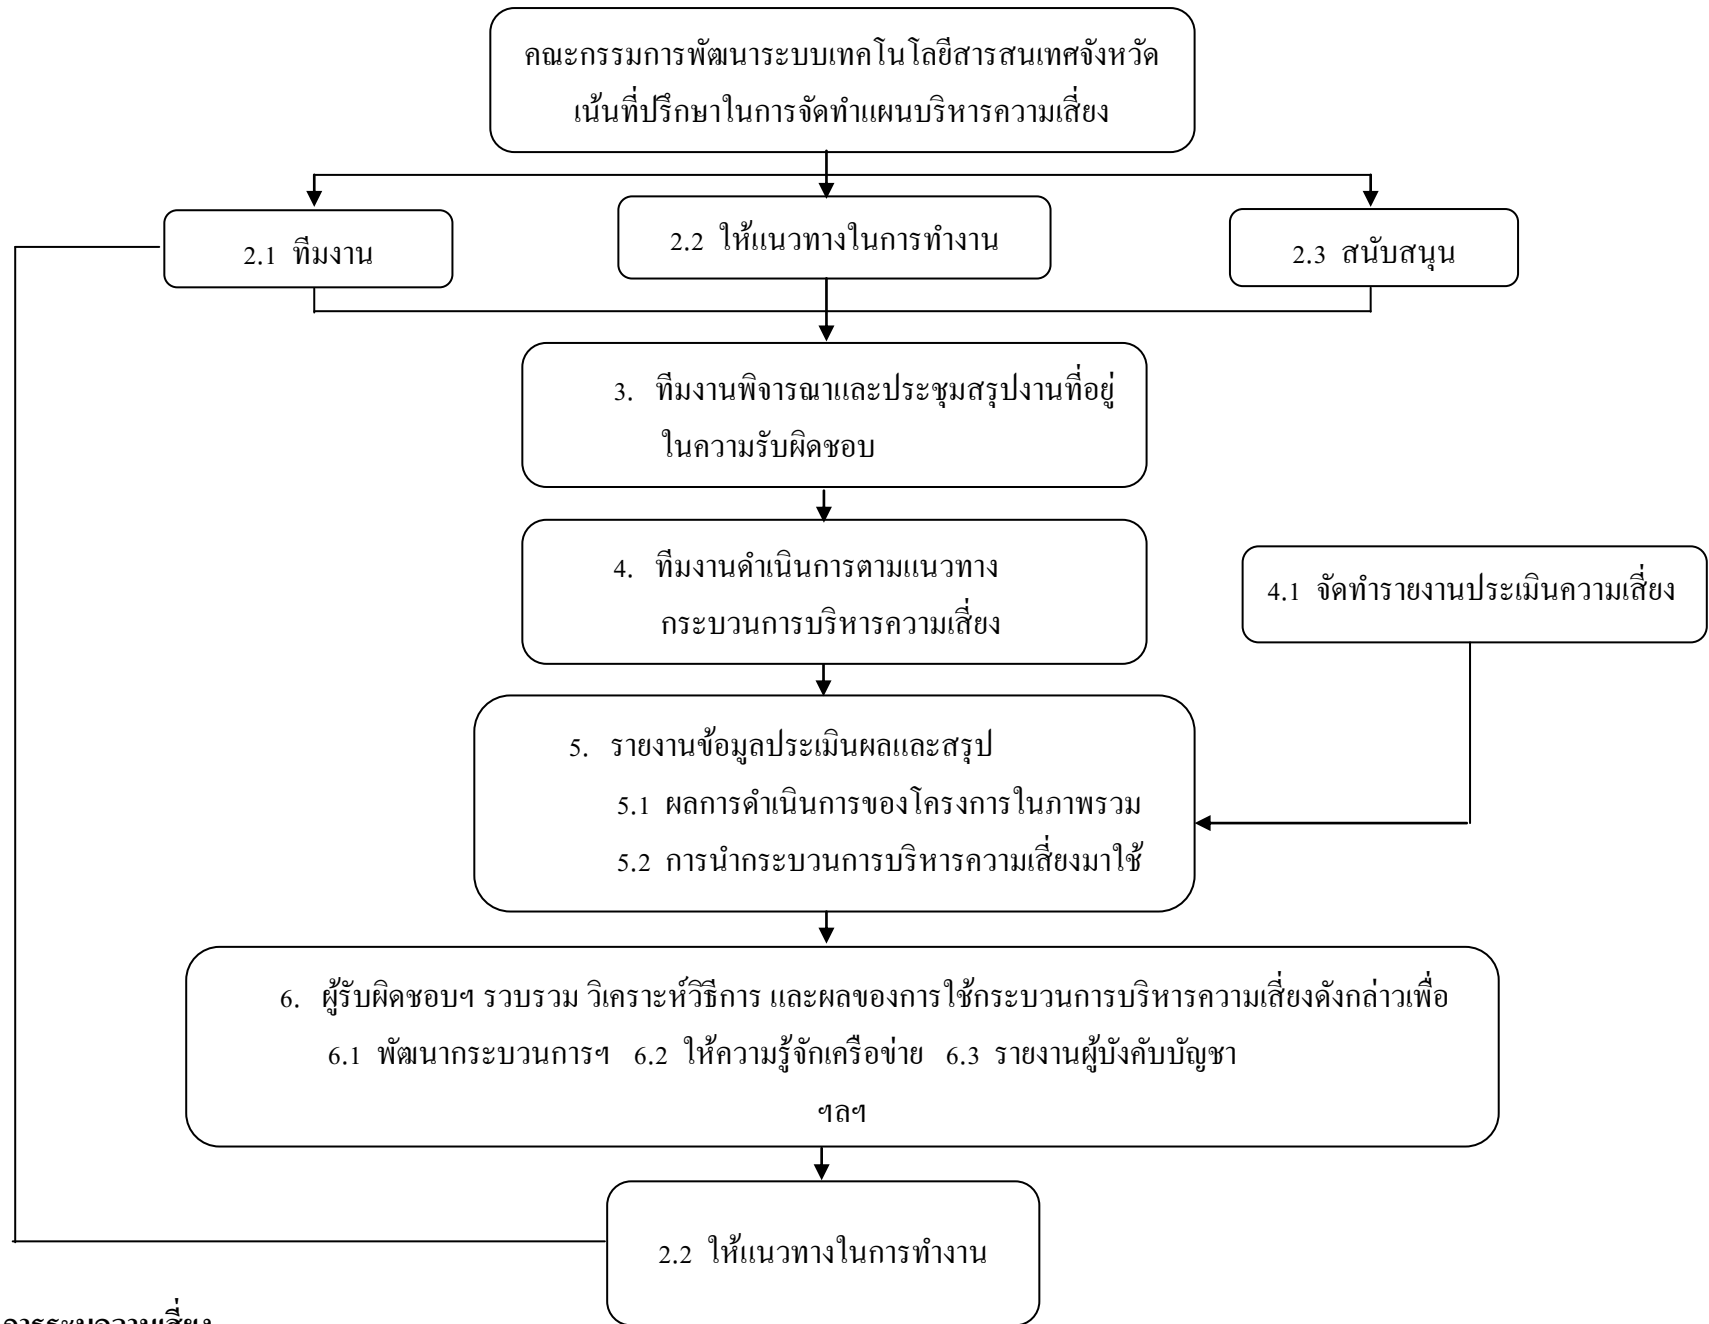 คณะกรรมการพัฒนาระบบเทคโนโลยีสารสนเทศจังหวัด
เน้นที่ปรึกษาในการจัดทำแผนบริหารความเสี่ยง
2.1 ทีมงาน
2.2 ให้แนวทางในการทำงาน
2.3 สนับสนุน
3. ทีมงานพิจารณาและประชุมสรุปงานที่อยู่
ในความรับผิดชอบ
4. ทีมงานดำเนินการตามแนวทาง
กระบวนการบริหารความเสี่ยง
4.1 จัดทำรายงานประเมินความเสี่ยง
5. รายงานข้อมูลประเมินผลและสรุป
5.1 ผลการดำเนินการของโครงการในภาพรวม
5.2 การนำกระบวนการบริหารความเสี่ยงมาใช้
6. ผู้รับผิดชอบฯ รวบรวม วิเคราะห์วิธีการ และผลของการใช้กระบวนการบริหารความเสี่ยงดังกล่าวเพื่อ
6.1 พัฒนากระบวนการฯ 6.2 ให้ความรู้จักเครือข่าย 6.3 รายงานผู้บังคับบัญชา
ฯลฯ
2.2 ให้แนวทางในการทำงาน
การระบุความเสี่ยง